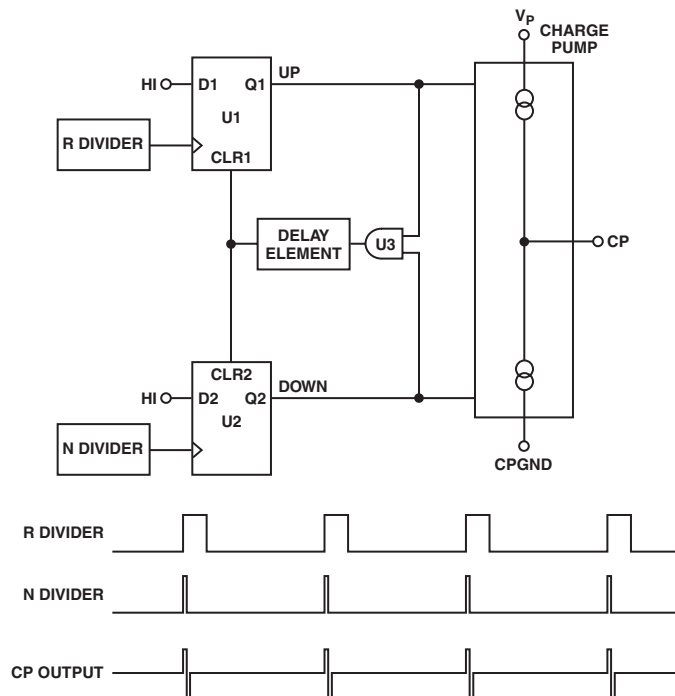 VP
CHARGE
PUMP
HI
D1
Q1
UP
U1
R DIVIDER
CLR1
DELAY
ELEMENT
U3
CP
CLR2
HI
D2
Q2
DOWN
U2
N DIVIDER
CPGND
R DIVIDER
N DIVIDER
CP OUTPUT